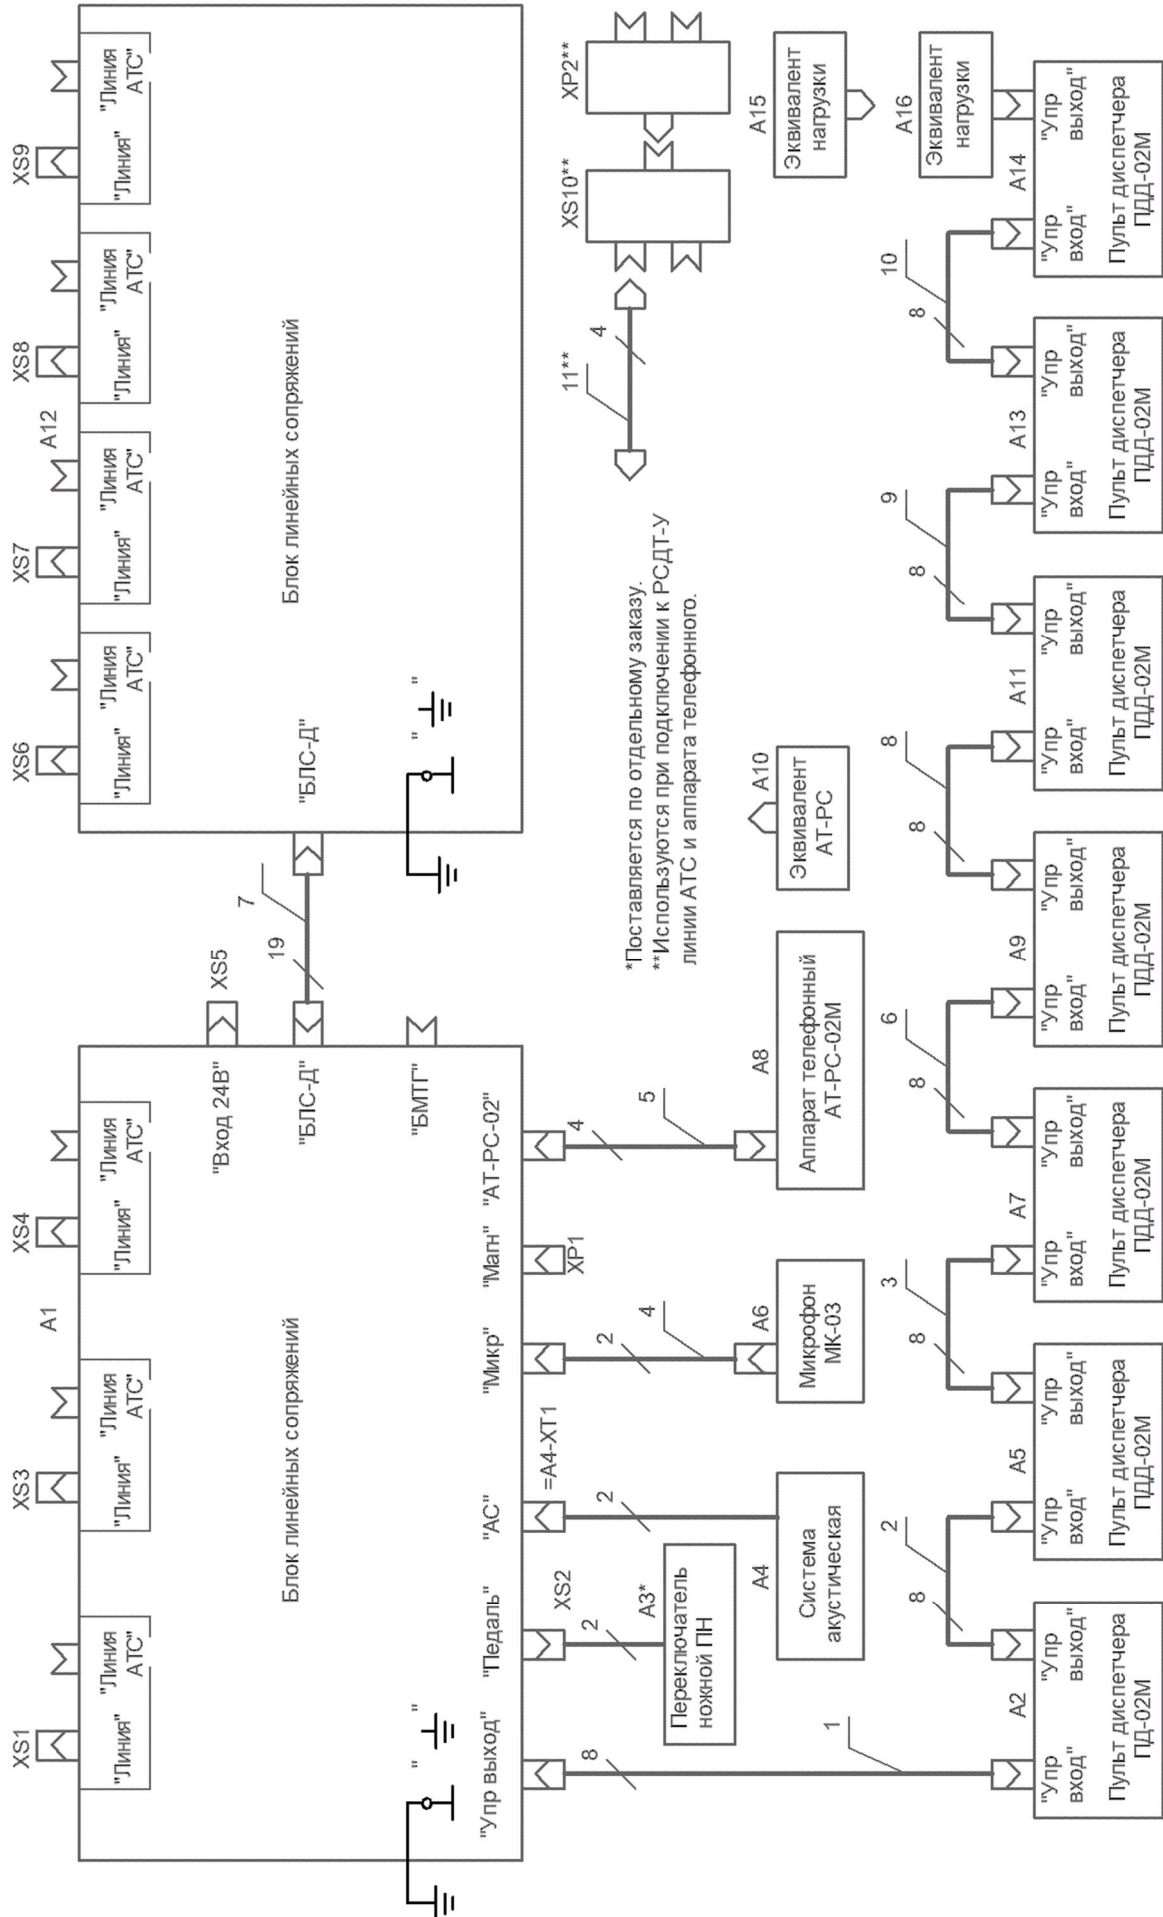 XS1
XS3
A1
XS4
XS6
XS7
A12
XS8
XS9
"Линия"
"Линия
АТС"
"Линия"
"Линия
АТС"
"Линия"
"Линия
АТС"
"Линия"
"Линия
АТС"
"Линия"
"Линия
АТС"
"Линия"
"Линия
АТС"
"Линия"
"Линия
АТС"
Блок линейных сопряжений
"Вход 24В"
XS5
"БЛС-Д"
19
7
"БЛС-Д"
"БМТГ"
" "
Блок линейных сопряжений
" "
"Упр выход"
"Педаль"
"АС"
"Микр"
"Магн"
"АТ-РС-02"
XS2
=A4-XT1
XP1
8
2
2
2
4
4
5
1
A3*
Переключатель
ножной ПН
A4
Система
акустическая
A6
Микрофон
МК-03
A8
Аппарат телефонный
АТ-РС-02М
A10
Эквивалент
АТ-РС
11**
4
XS10**
XP2**
*Поставляется по отдельному заказу.
**Используются при подключении к РСДТ-У
линии АТС и аппарата телефонного.
A15
Эквивалент
нагрузки
A16
Эквивалент
нагрузки
8
2
8
3
8
6
8
8
8
9
8
10
A2
"Упр
вход"
"Упр
выход"
Пульт диспетчера
ПД-02М
A5
"Упр
вход"
"Упр
выход"
Пульт диспетчера
ПДД-02М
A7
"Упр
вход"
"Упр
выход"
Пульт диспетчера
ПДД-02М
A9
"Упр
вход"
"Упр
выход"
Пульт диспетчера
ПДД-02М
A11
"Упр
вход"
"Упр
выход"
Пульт диспетчера
ПДД-02М
A13
"Упр
вход"
"Упр
выход"
Пульт диспетчера
ПДД-02М
A14
"Упр
вход"
"Упр
выход"
Пульт диспетчера
ПДД-02М